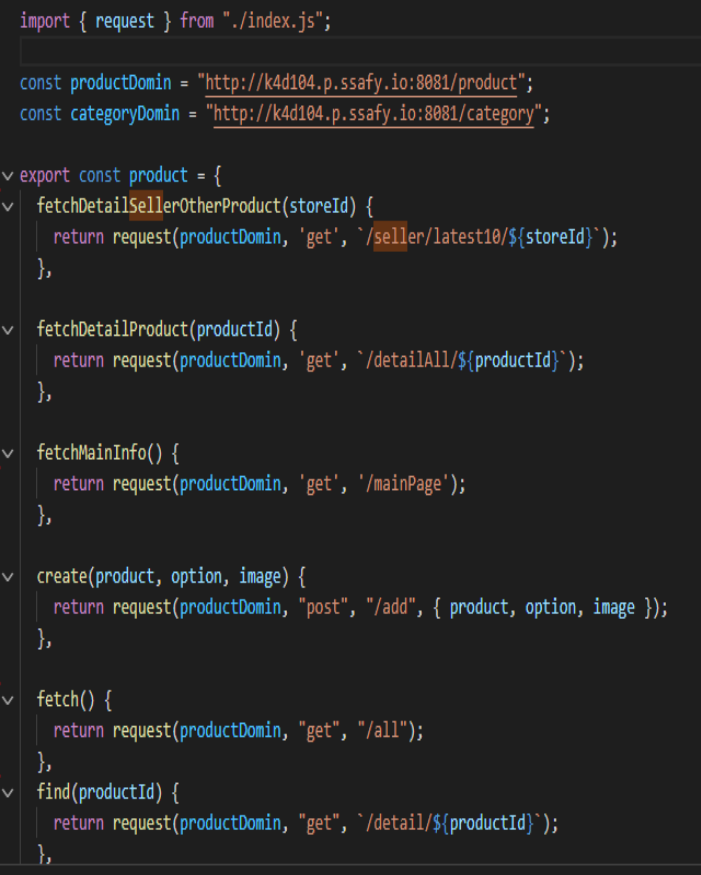 import { request } from "./index.js";
const productDomin = "http://k4d104.p.ssafy.io:8081/product";
const categoryDomin = "http://k4d104.p.ssafy.io:8081/category";
export const product = {
fetchDetailSellerOtherProduct(storeId) {
return request(productDomin, 'get', `/seller/latest10/${storeId}`);
},
fetchDetailProduct(productId) {
return request(productDomin, 'get', `/detailAll/${productId}`);
},
fetchMainInfo() {
return request(productDomin, 'get', '/mainPage');
},
create(product, option, image) {
return request(productDomin, "post", "/add", { product, option, image });
},
fetch() {
return request(productDomin, "get", "/all");
},
find(productId) {
return request(productDomin, "get", `/detail/${productId}`);
},